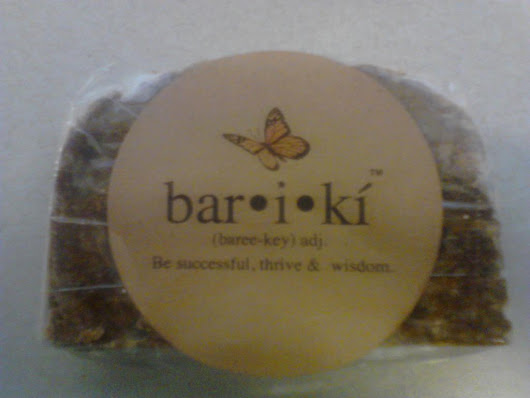 bar•i•kí™
(baree-key) adj.
Be successful, thrive & wisdom.